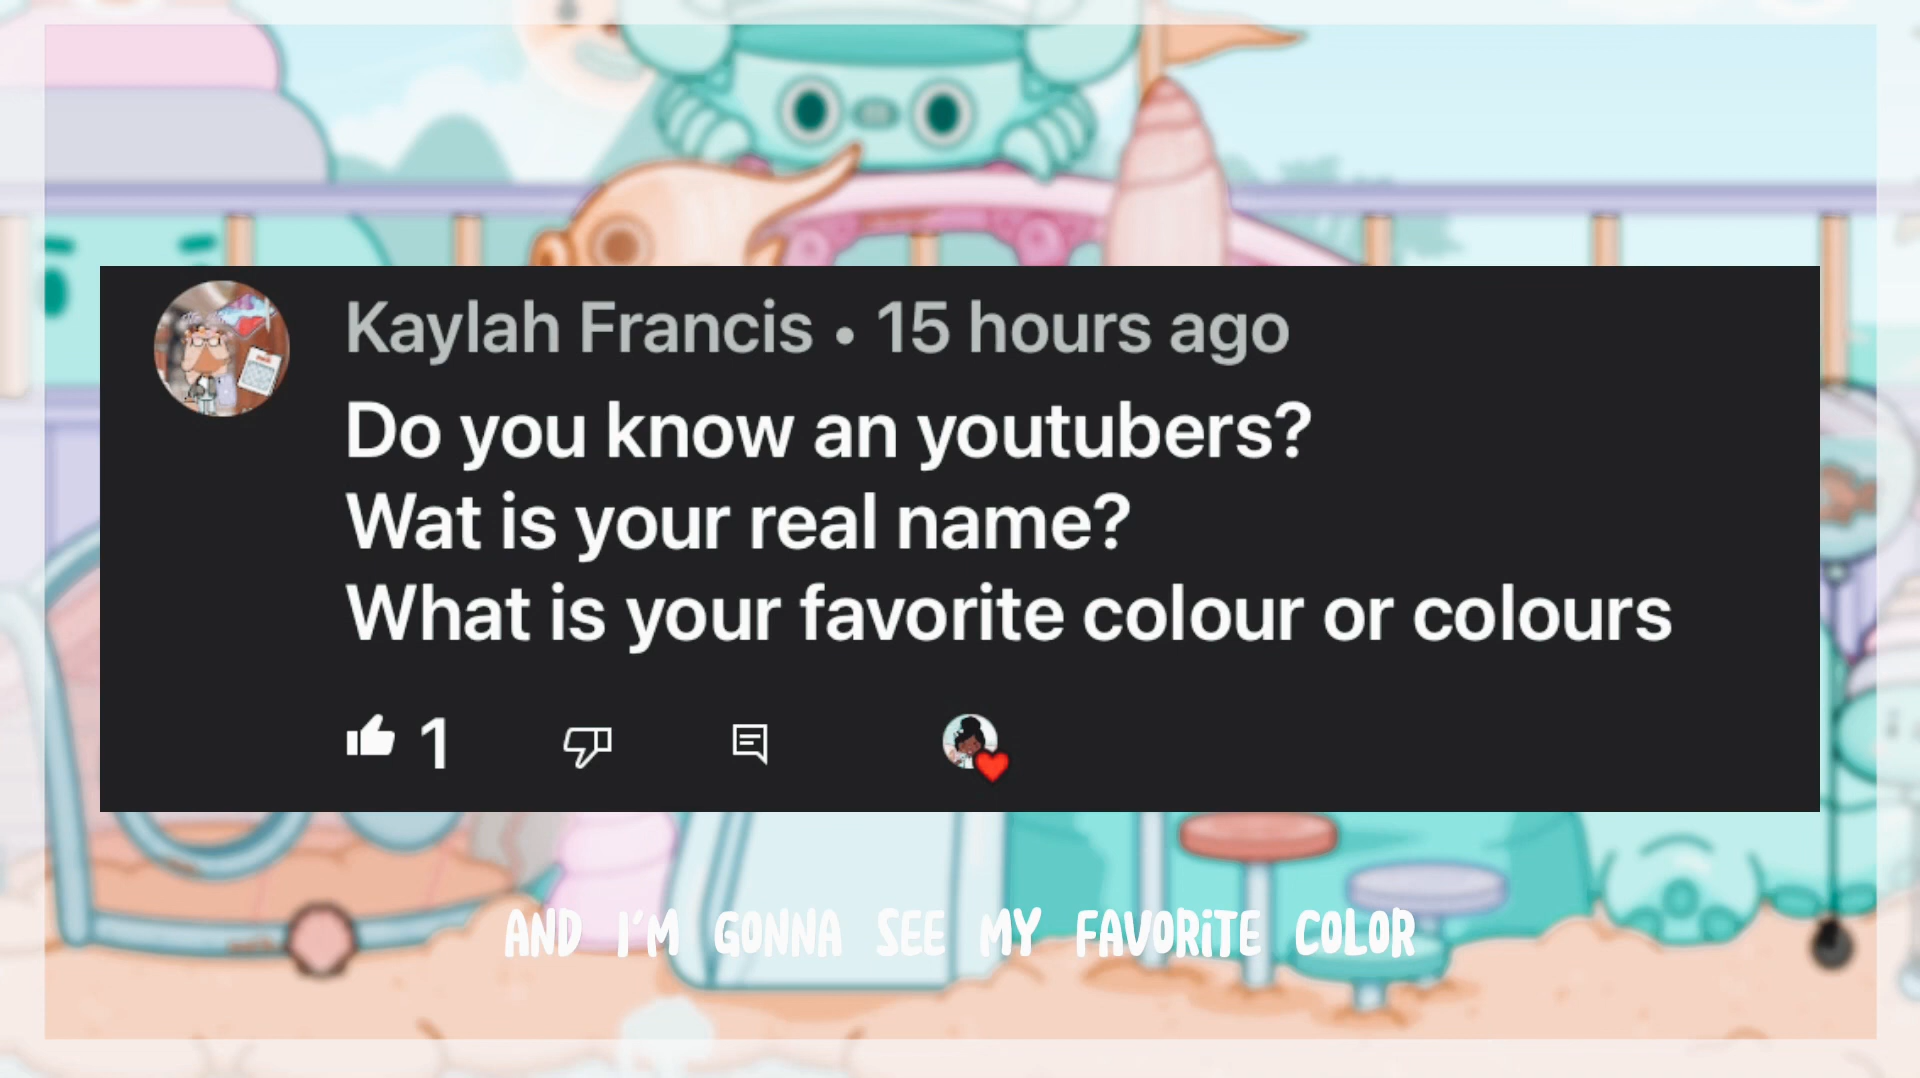 Kaylah Francis • 15 hours ago
Do you know an youtubers?
Wat is your real name?
What is your favorite colour or colours
1
AND I'M GONNA SEE MY FAVORITE COLOR